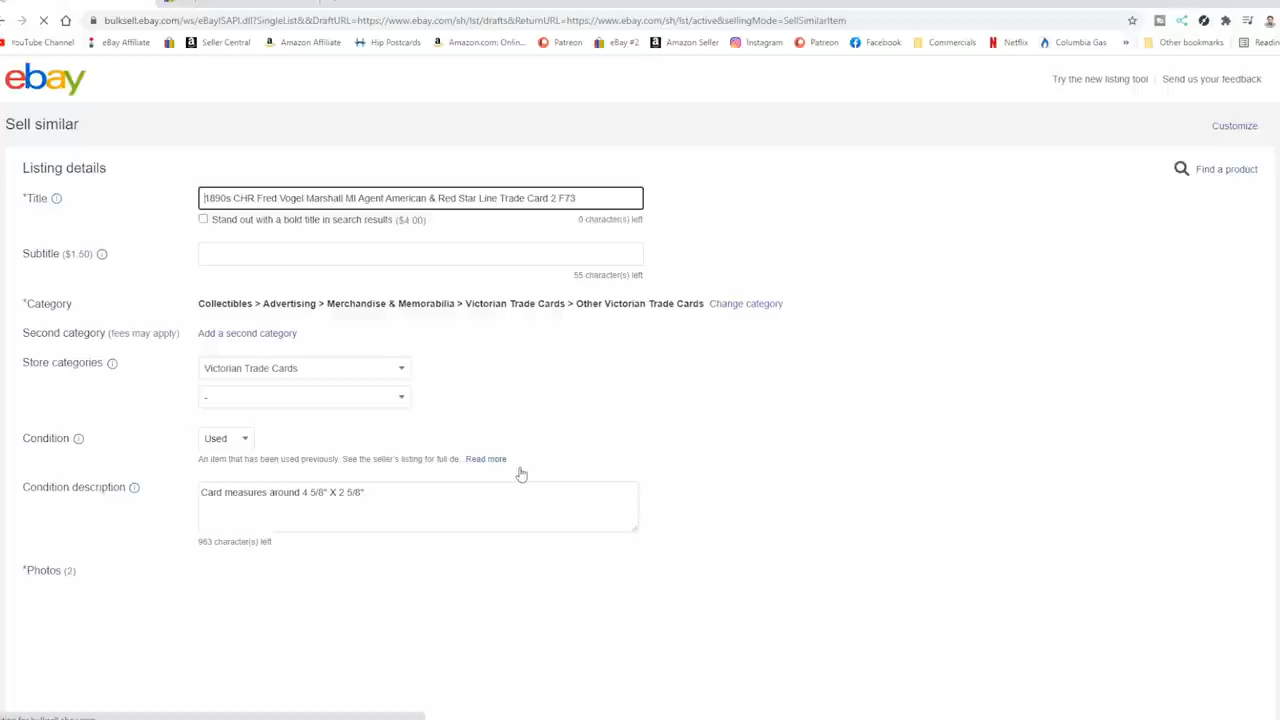 bulksell.ebay.com/ws/eBayISAPI.dll?SingleList&&DraftURL=https://www.ebay.com/sh/lst/drafts&ReturnURL=https://www.ebay.com/sh/lst/active&sellingMode=SellSimilarItem
YouTube Channel eBay Affiliate Seller Central Amazon Affiliate Hip Postcards Amazon.com: Onlin... Patreon eBay #2 Amazon Seller Instagram Patreon Facebook Commercials Netflix Columbia Gas » Other bookmarks
ebay
Try the new listing tool | Send us your feedback
Sell similar
Customize
Listing details
Find a product
*Title
1890s CHR Fred Vogel Marshall MI Agent American & Red Star Line Trade Card 2 F73
Stand out with a bold title in search results ($4.00)
0 character(s) left
Subtitle ($1.50)
55 character(s) left
*Category
Collectibles > Advertising > Merchandise & Memorabilia > Victorian Trade Cards > Other Victorian Trade Cards Change category
Second category (fees may apply) Add a second category
Store categories
Victorian Trade Cards
-
Condition
Used
An item that has been used previously. See the seller's listing for full de.. Read more
Condition description
Card measures around 4 5/8" X 2 5/8"
963 character(s) left
*Photos (2)